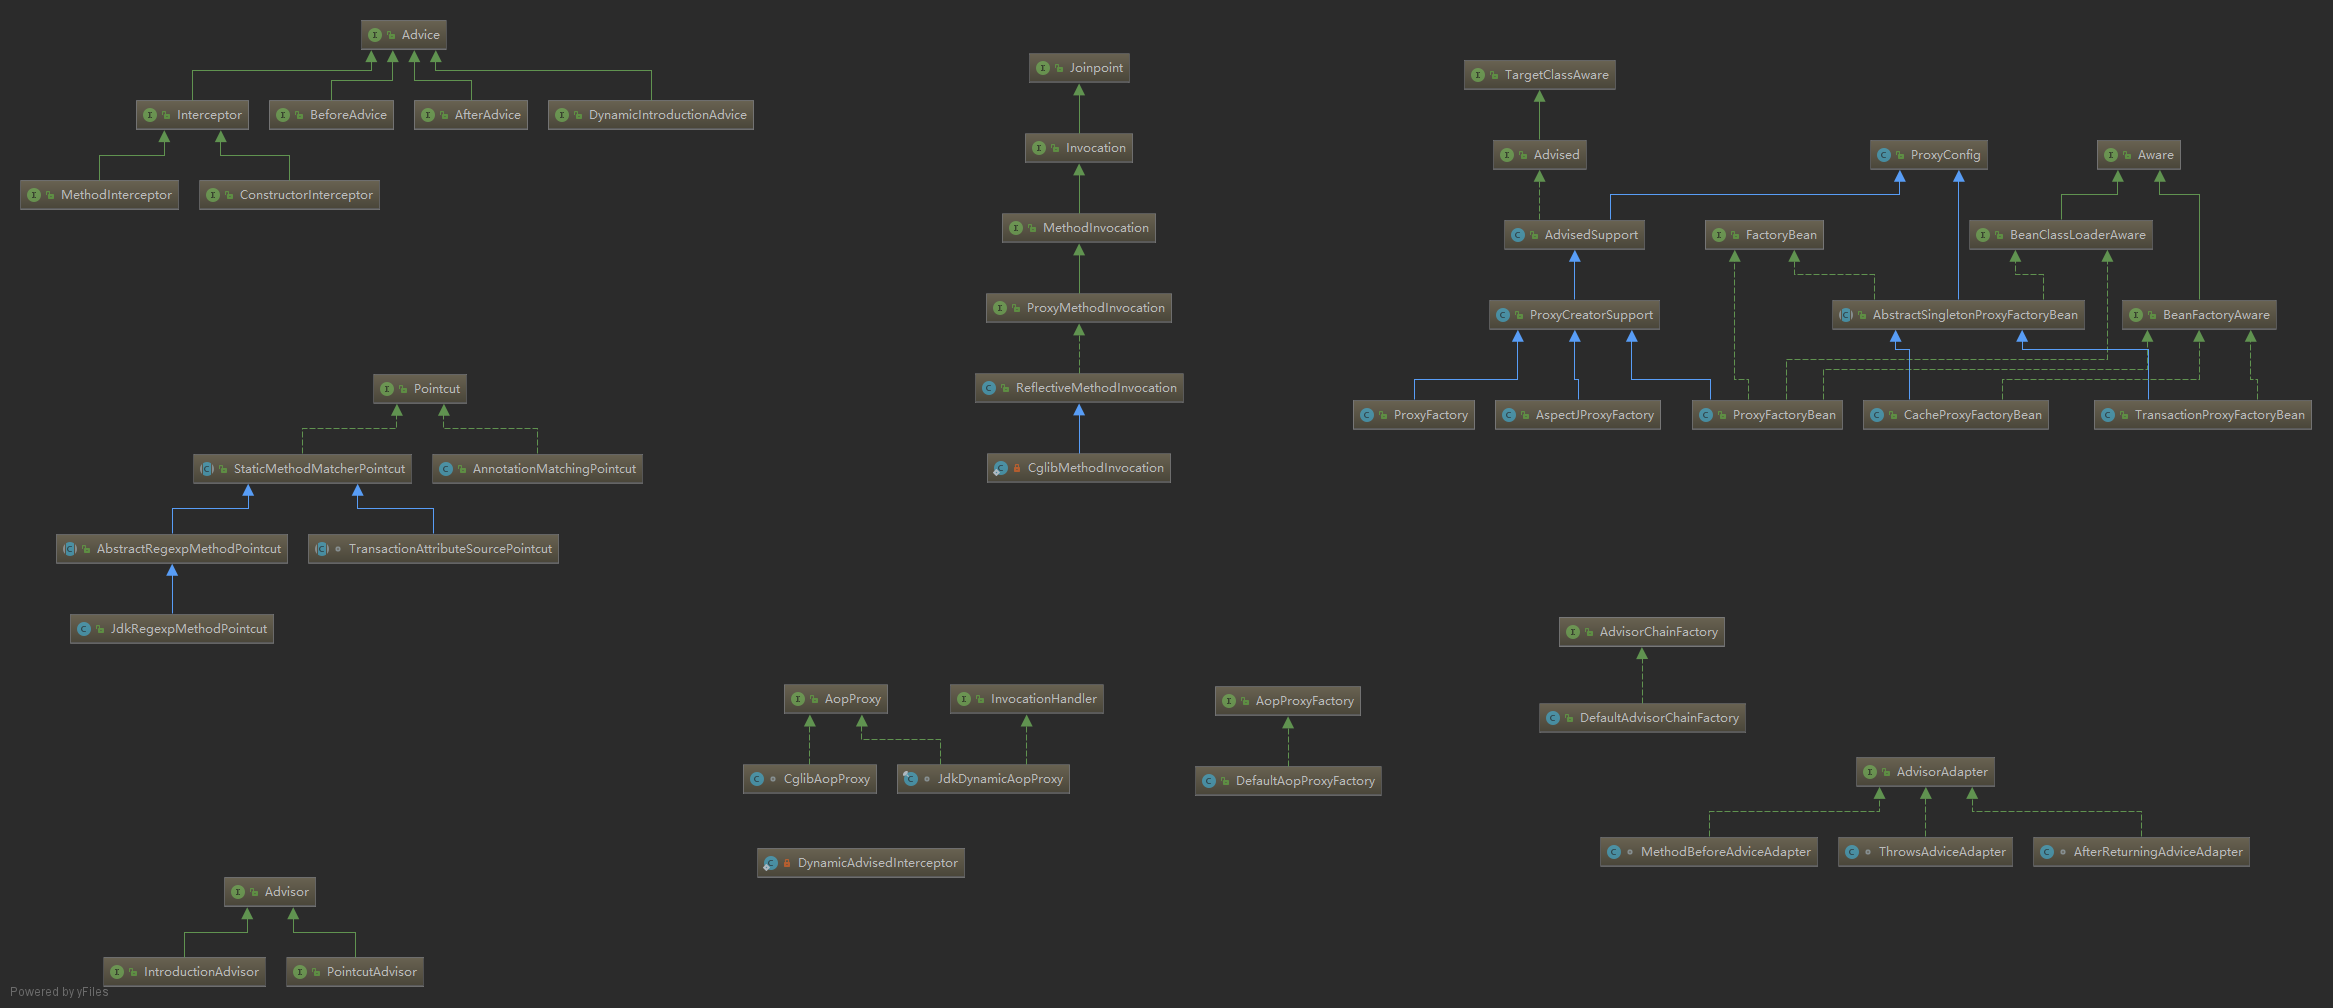 Advice
Interceptor
BeforeAdvice
AfterAdvice
DynamicIntroductionAdvice
MethodInterceptor
ConstructorInterceptor
Joinpoint
Invocation
MethodInvocation
ProxyMethodInvocation
ReflectiveMethodInvocation
CglibMethodInvocation
TargetClassAware
Advised
ProxyConfig
Aware
AdvisedSupport
FactoryBean
BeanClassLoaderAware
ProxyCreatorSupport
AbstractSingletonProxyFactoryBean
BeanFactoryAware
ProxyFactory
AspectJProxyFactory
ProxyFactoryBean
CacheProxyFactoryBean
TransactionProxyFactoryBean
Pointcut
StaticMethodMatcherPointcut
AnnotationMatchingPointcut
AbstractRegexpMethodPointcut
TransactionAttributeSourcePointcut
JdkRegexpMethodPointcut
AopProxy
InvocationHandler
CglibAopProxy
JdkDynamicAopProxy
DynamicAdvisedInterceptor
AopProxyFactory
DefaultAopProxyFactory
AdvisorChainFactory
DefaultAdvisorChainFactory
AdvisorAdapter
MethodBeforeAdviceAdapter
ThrowsAdviceAdapter
AfterReturningAdviceAdapter
Advisor
IntroductionAdvisor
PointcutAdvisor
Powered by yFiles